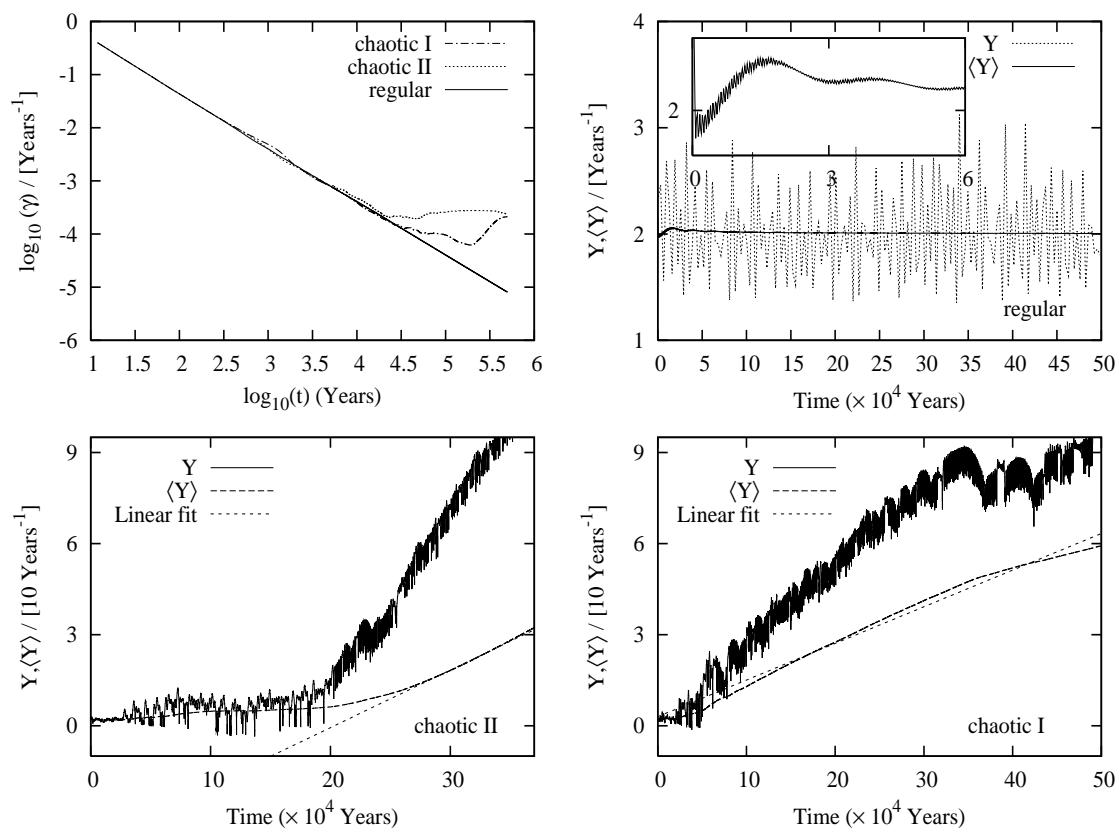 log10 (γ) / [Years-1]
0
-1
-2
-3
-4
-5
-6
chaotic I
chaotic II
regular
1 1.5 2 2.5 3 3.5 4 4.5 5 5.5 6
log10(t) (Years)
Y,⟨Y⟩ / [Years-1]
4
3
2
1
Y
⟨Y⟩
2
0 3 6
regular
0 5 10 15 20 25 30 35 40 45 50
Time (× 10^4 Years)
Y,⟨Y⟩ / [10 Years-1]
9
6
3
0
Y
⟨Y⟩
Linear fit
chaotic II
0 10 20 30
Time (× 10^4 Years)
Y,⟨Y⟩ / [10 Years-1]
9
6
3
0
Y
⟨Y⟩
Linear fit
chaotic I
0 5 10 15 20 25 30 35 40 45 50
Time (× 10^4 Years)